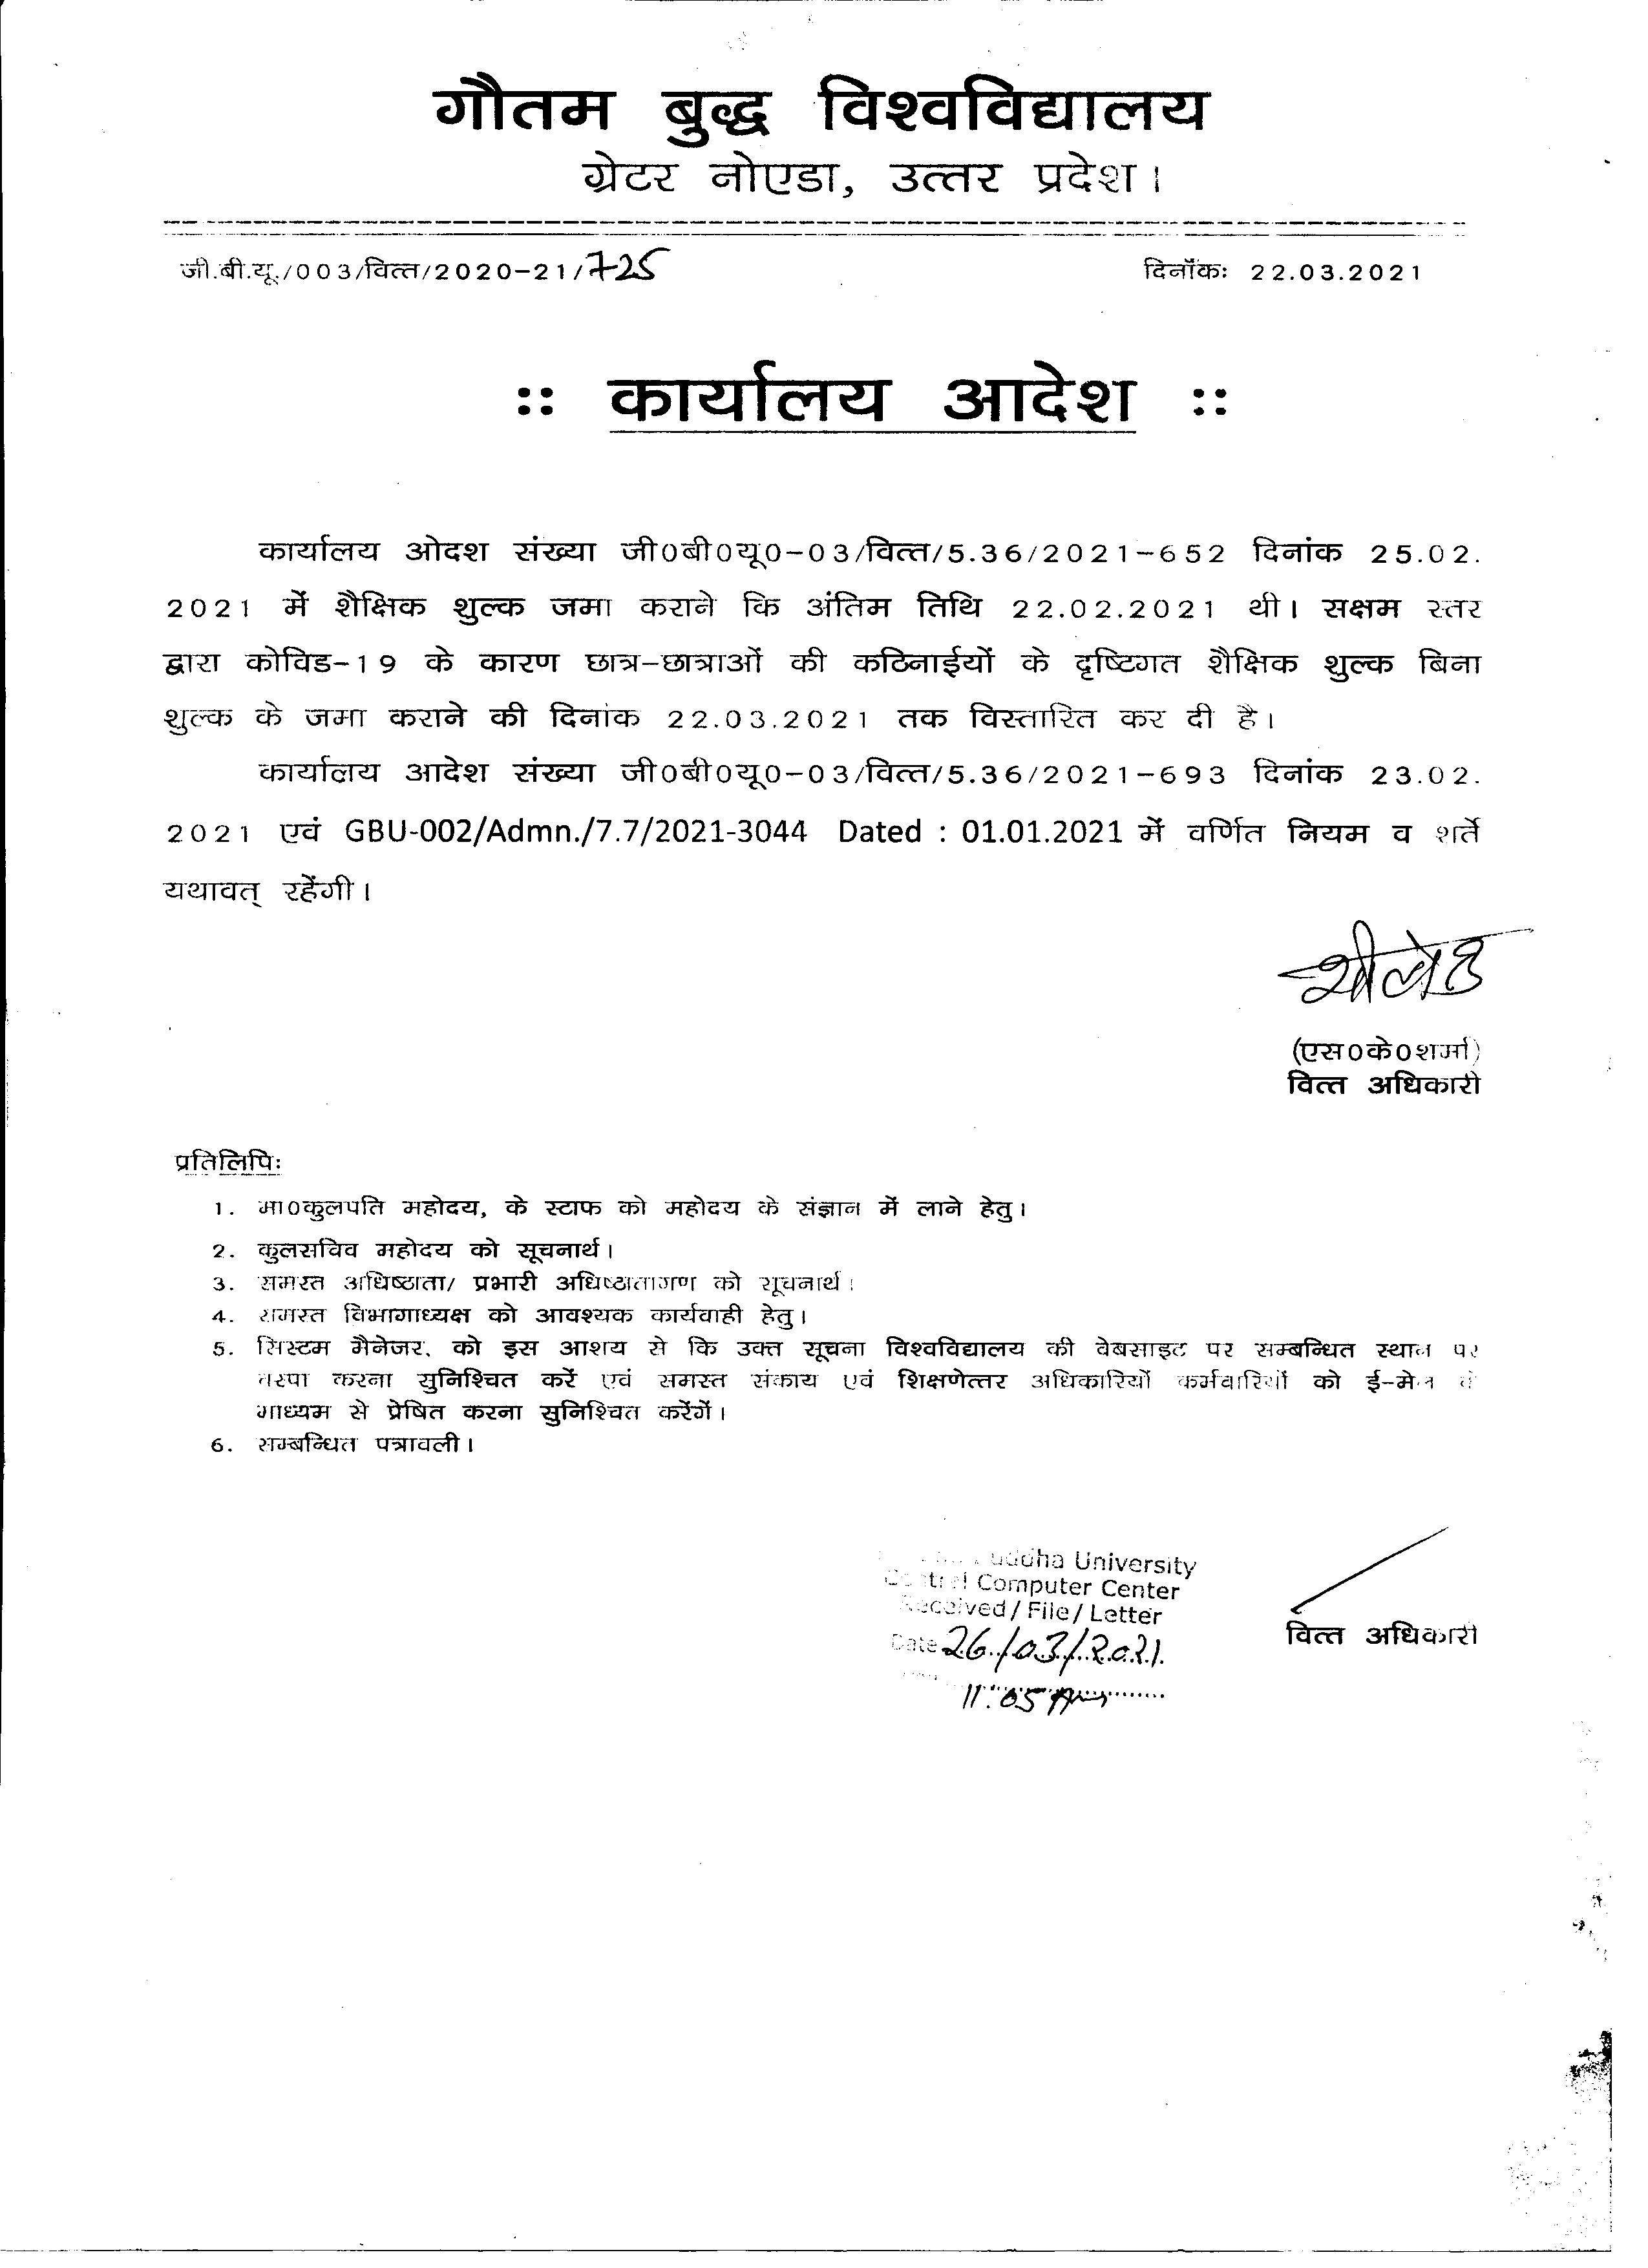 गौतम बुद्ध विश्वविद्यालय
ग्रेटर नोएडा, उत्तर प्रदेश।
जी.बी.यू./003/वित्त/2020-21/725 दिनॉंकः 22.03.2021
:: कार्यालय आदेश ::
कार्यालय ओदश संख्या जी0बी0यू0-03/वित्त/5.36/2021-652 दिनांक 25.02.
2021 में शैक्षिक शुल्क जमा कराने कि अंतिम तिथि 22.02.2021 थी। सक्षम स्तर
द्वारा कोविड-19 के कारण छात्र-छात्राओं की कठिनाईयों के दृष्टिगत शैक्षिक शुल्क बिना
शुल्क के जमा कराने की दिनांक 22.03.2021 तक विस्तारित कर दी है।
कार्यालय आदेश संख्या जी0बी0यू0-03/वित्त/5.36/2021-693 दिनांक 23.02.
2021 एवं GBU-002/Admn./7.7/2021-3044 Dated : 01.01.2021 में वर्णित नियम व शर्ते
यथावत् रहेंगी।
(एस0के0शर्मा)
वित्त अधिकारी
प्रतिलिपिः
1. मा0कुलपति महोदय, के स्टाफ को महोदय के संज्ञान में लाने हेतु।
2. कुलसचिव महोदय को सूचनार्थ।
3. समस्त अधिष्ठाता/ प्रभारी अधिष्ठातागण को सूचनार्थ।
4. समस्त विभागाध्यक्ष को आवश्यक कार्यवाही हेतु।
5. सिस्टम मैनेजर, को इस आशय से कि उक्त सूचना विश्वविद्यालय की वेबसाइट पर सम्बन्धित स्थान पर
चस्पा करना सुनिश्चित करें एवं समस्त संकाय एवं शिक्षणेत्तर अधिकारियों कर्मचारियों को ई-मेल के
माध्यम से प्रेषित करना सुनिश्चित करेंगें।
6. सम्बन्धित पत्रावली।
Buddha University
Central Computer Center
Received/File/Letter
Date 26/03/2021
11:05 Am
वित्त अधिकारी